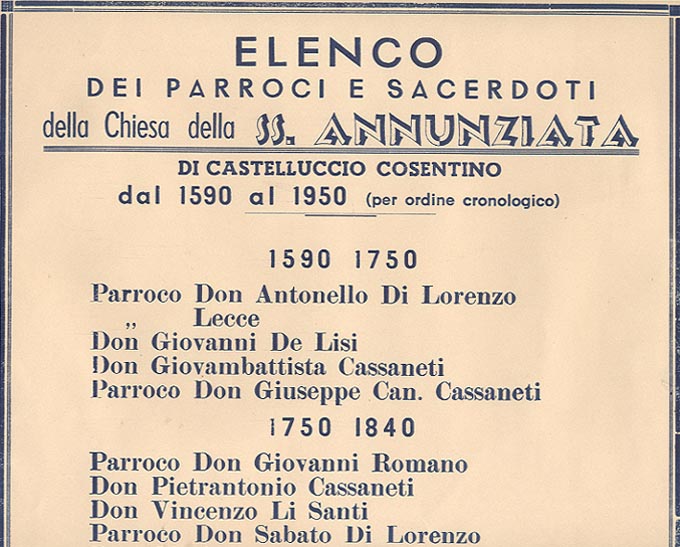 ELENCO
DEI PARROCI E SACERDOTI
della Chiesa della SS. ANNUNZIATA
DI CASTELLUCCIO COSENTINO
dal 1590 al 1950 (per ordine cronologico)
1590 1750
Parroco Don Antonello Di Lorenzo
„ Lecce
Don Giovanni De Lisi
Don Giovambattista Cassaneti
Parroco Don Giuseppe Can. Cassaneti
1750 1840
Parroco Don Giovanni Romano
Don Pietrantonio Cassaneti
Don Vincenzo Li Santi
Parroco Don Sabato Di Lorenzo